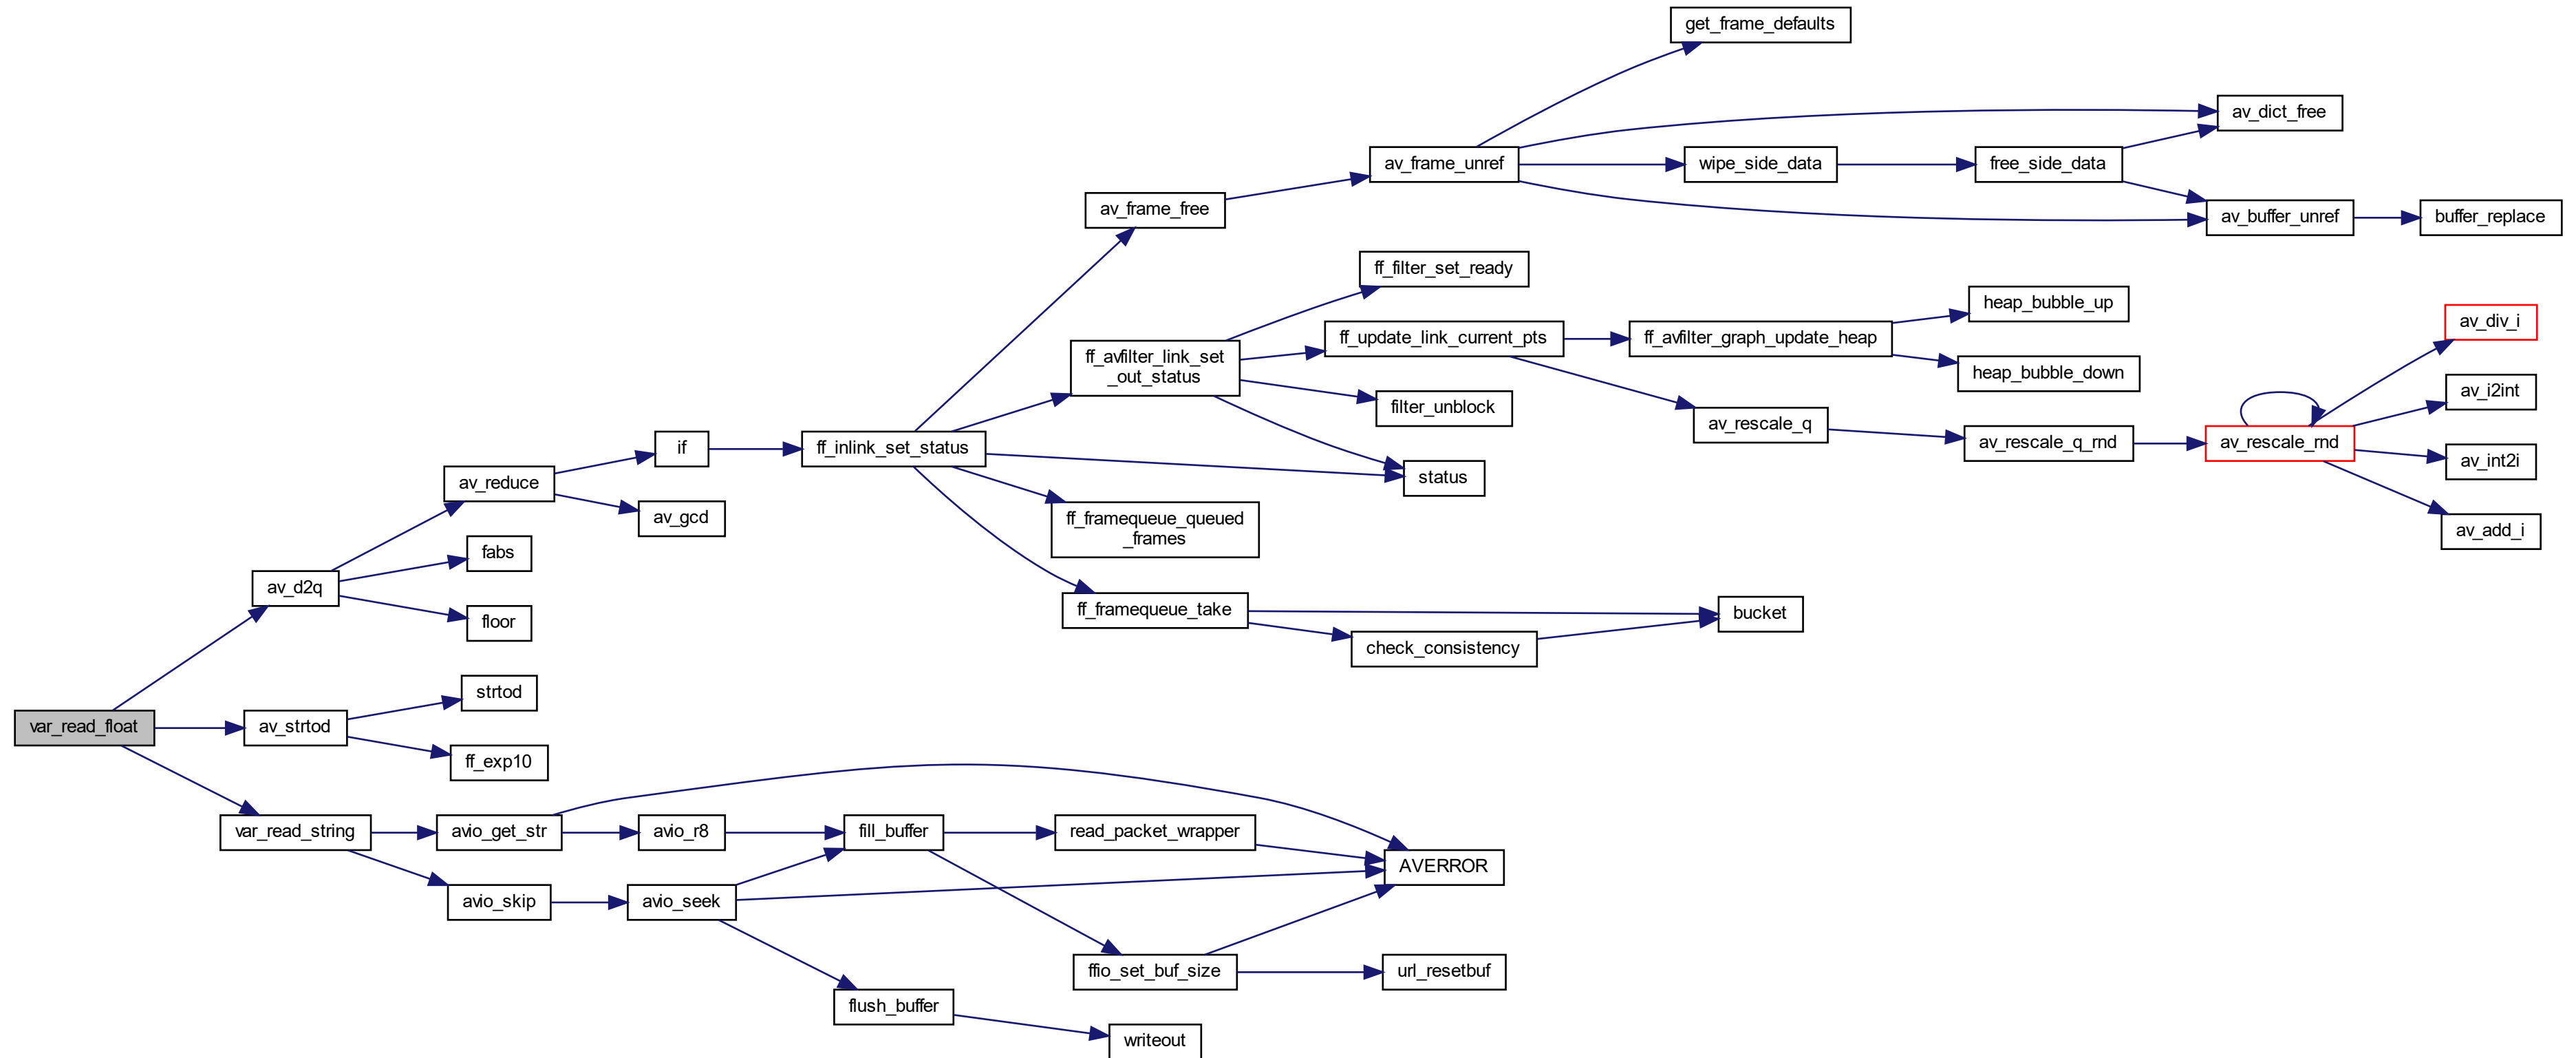 get_frame_defaults
av_dict_free
av_frame_unref
wipe_side_data
free_side_data
av_frame_free
av_buffer_unref
buffer_replace
ff_filter_set_ready
heap_bubble_up
av_div_i
ff_update_link_current_pts
ff_avfilter_graph_update_heap
ff_avfilter_link_set
_out_status
heap_bubble_down
av_i2int
filter_unblock
av_rescale_q
av_rescale_q_rnd
av_rescale_rnd
if
ff_inlink_set_status
av_int2i
status
av_reduce
av_gcd
ff_framequeue_queued
_frames
av_add_i
fabs
av_d2q
ff_framequeue_take
bucket
floor
check_consistency
strtod
var_read_float
av_strtod
ff_exp10
var_read_string
avio_get_str
avio_r8
fill_buffer
read_packet_wrapper
AVERROR
avio_skip
avio_seek
ffio_set_buf_size
url_resetbuf
flush_buffer
writeout